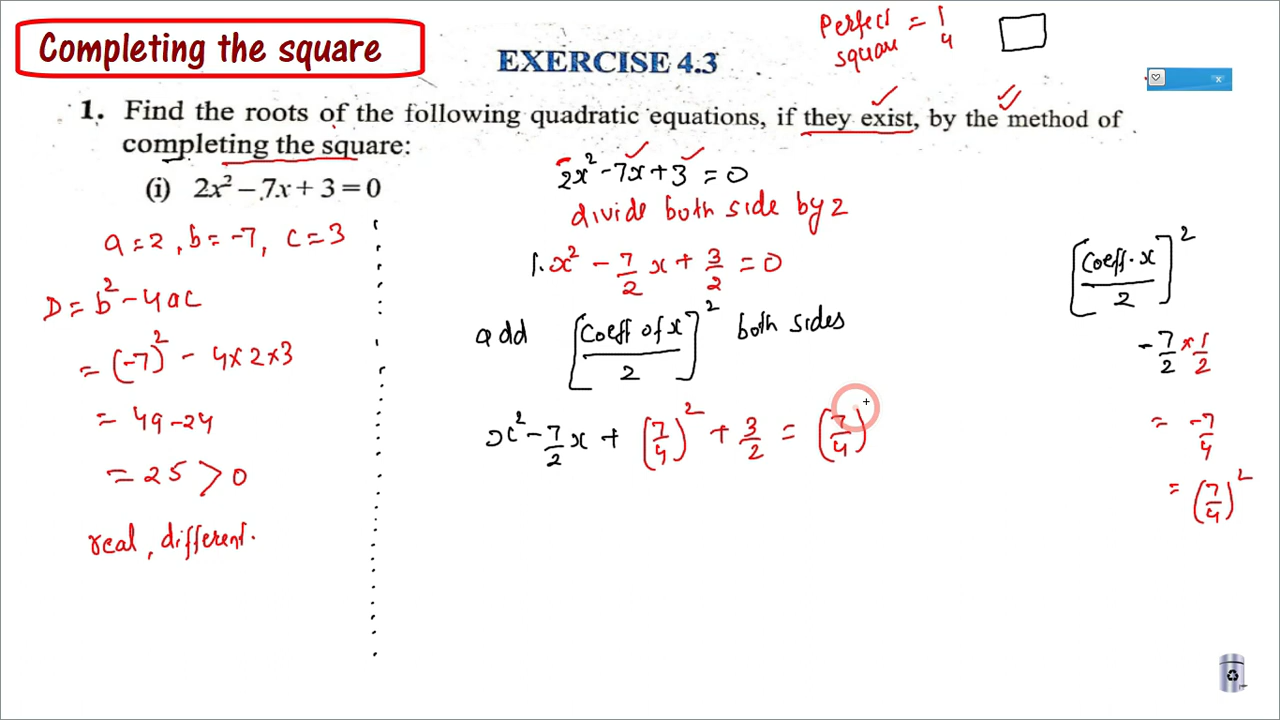 Completing the square
EXERCISE 4.3
Perfect square = 1/4
1. Find the roots of the following quadratic equations, if they exist, by the method of
completing the square:
(i) 2x² – 7x + 3 = 0
a = 2, b = -7, c = 3
D = b² - 4ac
= (-7)² - 4×2×3
= 49 - 24
= 25 > 0
real, different.
2x² - 7x + 3 = 0
divide both side by 2
1·x² - 7/2 x + 3/2 = 0
add [Coeff of x / 2]² both sides
x² - 7/2 x + (7/4)² + 3/2 = (7/4)
[Coeff. x / 2]²
-7/2 × 1/2
= -7/4
= (7/4)²